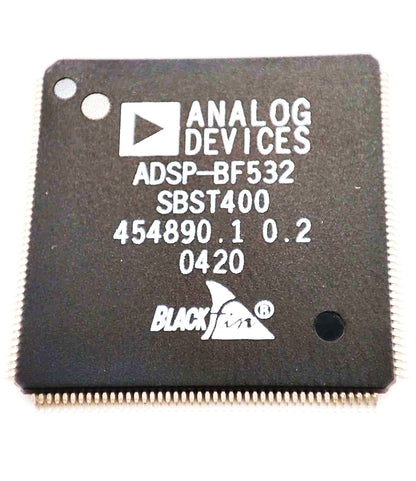 ANALOG
DEVICES
ADSP-BF532
SBST400
454890.1 0.2
0420
BLACKfin®